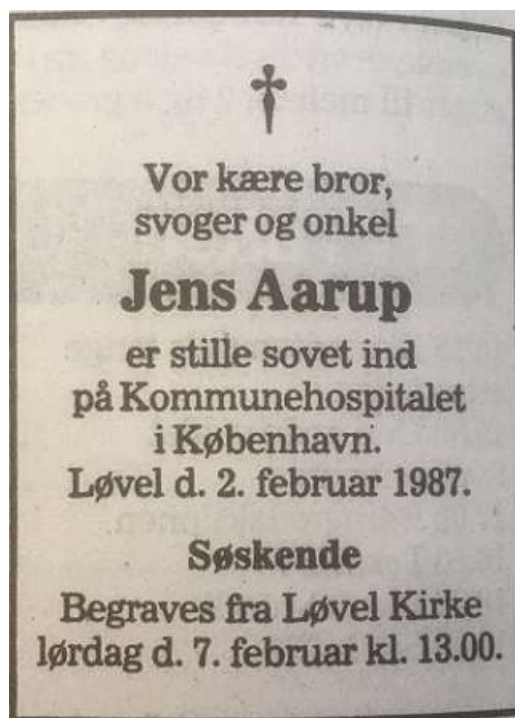 Vor kære bror,
svoger og onkel
Jens Aarup
er stille sovet ind
på Kommunehospitalet
i København.
Løvel d. 2. februar 1987.
Søskende
Begraves fra Løvel Kirke
lørdag d. 7. februar kl. 13.00.